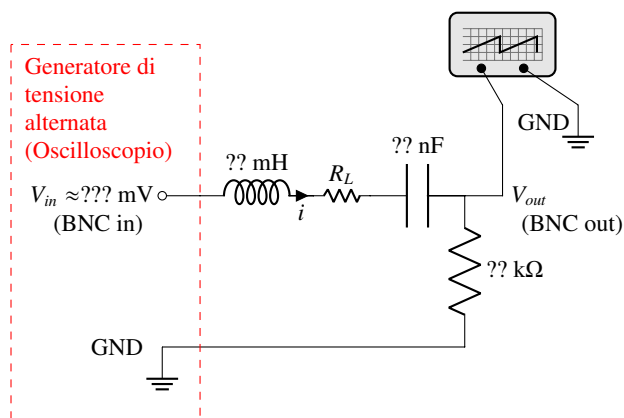 Generatore di
tensione
alternata
(Oscilloscopio)
GND
?? nF
?? mH
R_L
V_in ≈??? mV
i
V_out
(BNC in)
(BNC out)
?? kΩ
GND